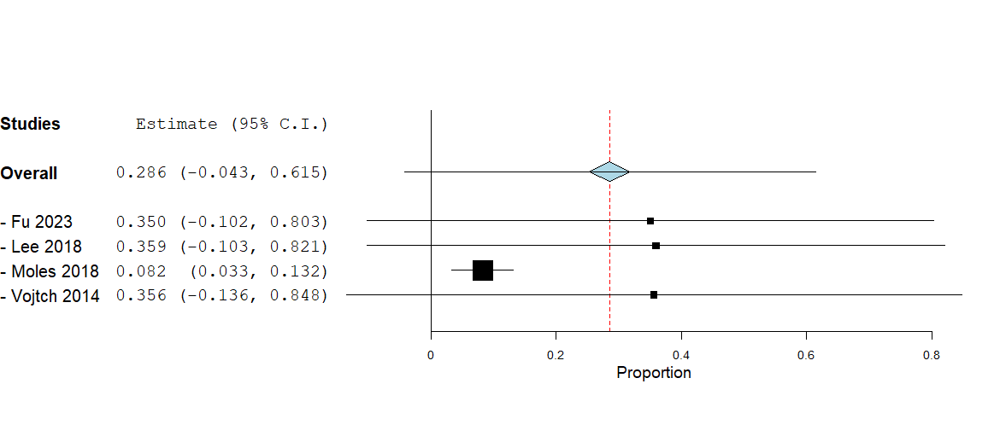 Studies Estimate (95% C.I.)
Overall 0.286 (-0.043, 0.615)
- Fu 2023 0.350 (-0.102, 0.803)
- Lee 2018 0.359 (-0.103, 0.821)
- Moles 2018 0.082 (0.033, 0.132)
- Vojtch 2014 0.356 (-0.136, 0.848)
0 0.2 0.4 0.6 0.8
Proportion